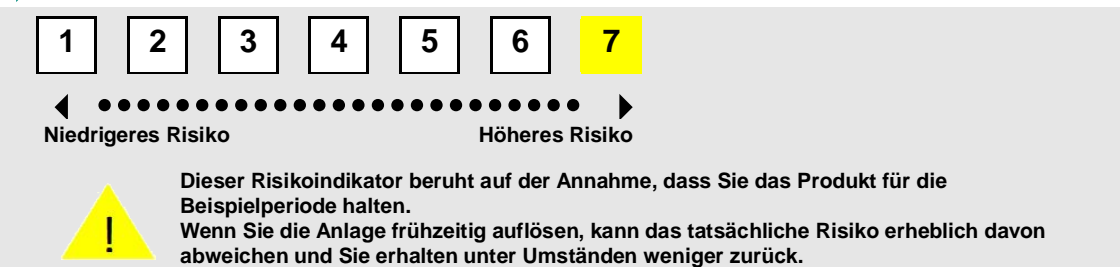 1 2 3 4 5 6 7
Niedrigeres Risiko Höheres Risiko
Dieser Risikoindikator beruht auf der Annahme, dass Sie das Produkt für die
Beispielperiode halten.
!
Wenn Sie die Anlage frühzeitig auflösen, kann das tatsächliche Risiko erheblich davon
abweichen und Sie erhalten unter Umständen weniger zurück.